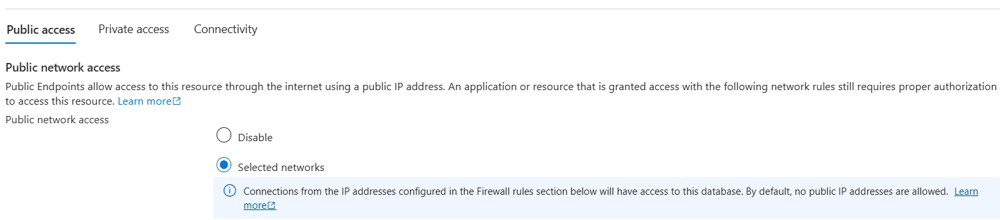 Public access Private access Connectivity
Public network access
Public Endpoints allow access to this resource through the internet using a public IP address. An application or resource that is granted access with the following network rules still requires proper authorization
to access this resource. Learn more
Public network access
Disable
Selected networks
Connections from the IP addresses configured in the Firewall rules section below will have access to this database. By default, no public IP addresses are allowed. Learn
more